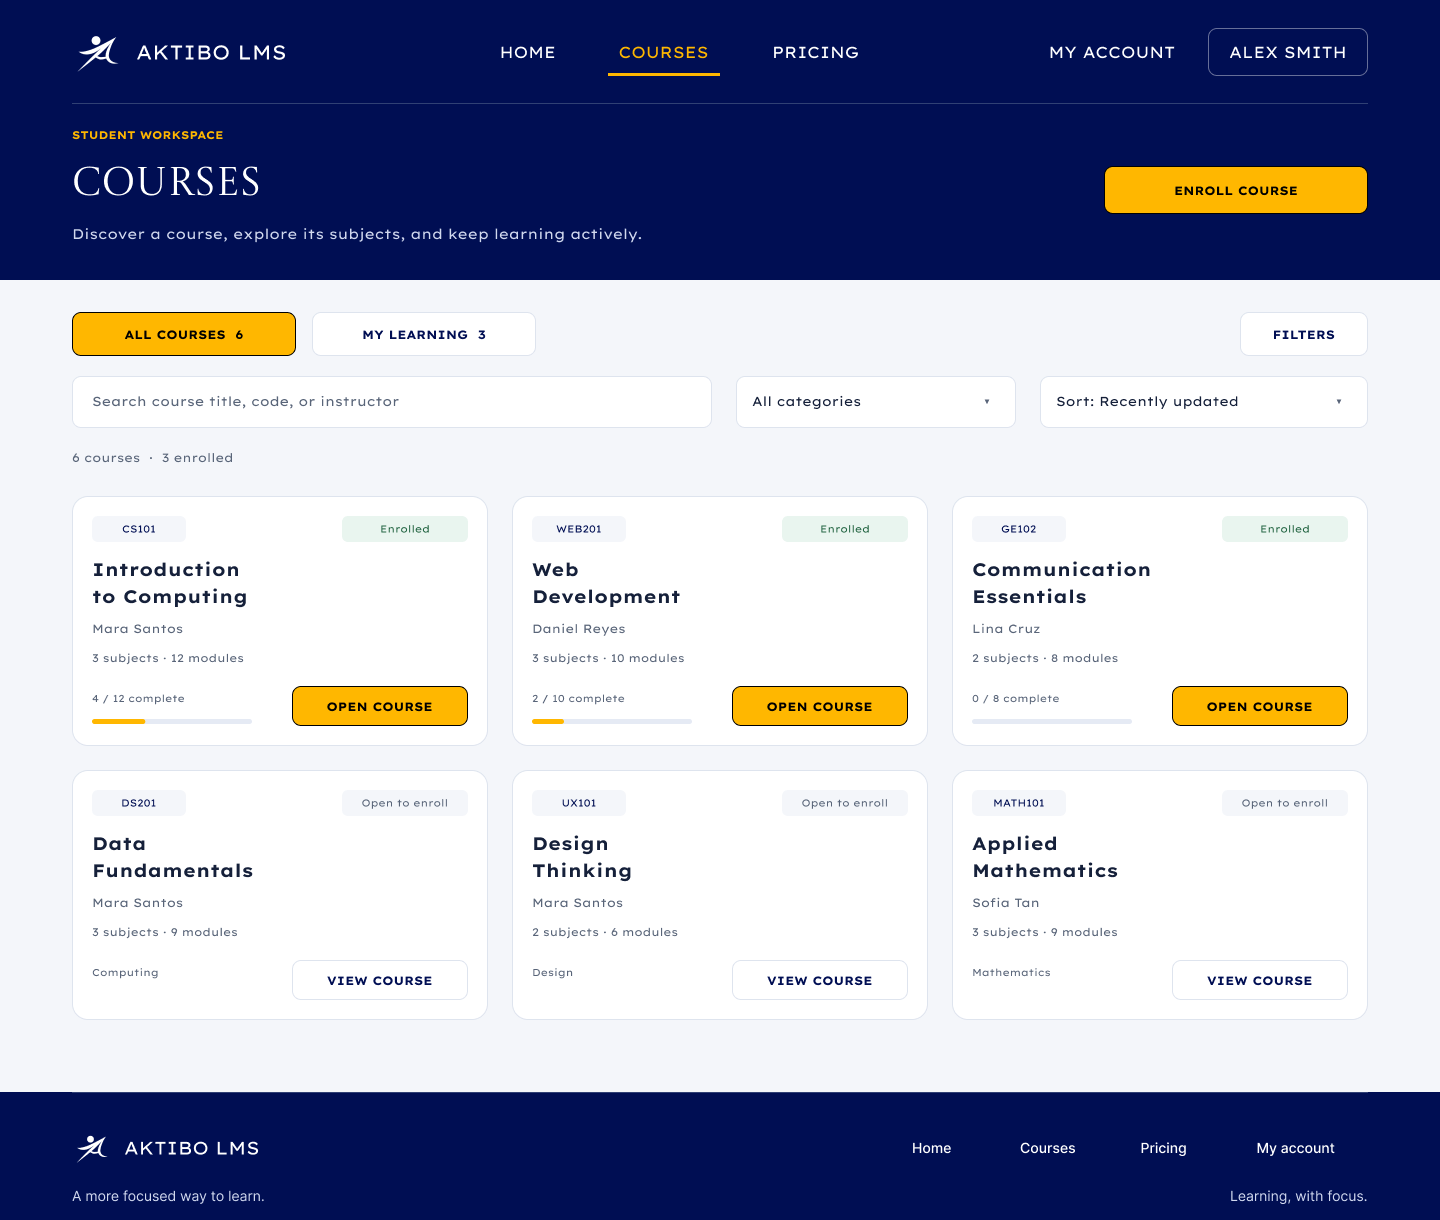 AKTIBO LMS
HOME
COURSES
PRICING
MY ACCOUNT
ALEX SMITH
STUDENT WORKSPACE
COURSES
Discover a course, explore its subjects, and keep learning actively.
ENROLL COURSE
ALL COURSES 6
MY LEARNING 3
FILTERS
Search course title, code, or instructor
All categories
Sort: Recently updated
6 courses · 3 enrolled
CS101
Enrolled
Introduction
to Computing
Mara Santos
3 subjects · 12 modules
4 / 12 complete
OPEN COURSE
WEB201
Enrolled
Web
Development
Daniel Reyes
3 subjects · 10 modules
2 / 10 complete
OPEN COURSE
GE102
Enrolled
Communication
Essentials
Lina Cruz
2 subjects · 8 modules
0 / 8 complete
OPEN COURSE
DS201
Open to enroll
Data
Fundamentals
Mara Santos
3 subjects · 9 modules
Computing
VIEW COURSE
UX101
Open to enroll
Design
Thinking
Mara Santos
2 subjects · 6 modules
Design
VIEW COURSE
MATH101
Open to enroll
Applied
Mathematics
Sofia Tan
3 subjects · 9 modules
Mathematics
VIEW COURSE
AKTIBO LMS
Home
Courses
Pricing
My account
A more focused way to learn.
Learning, with focus.